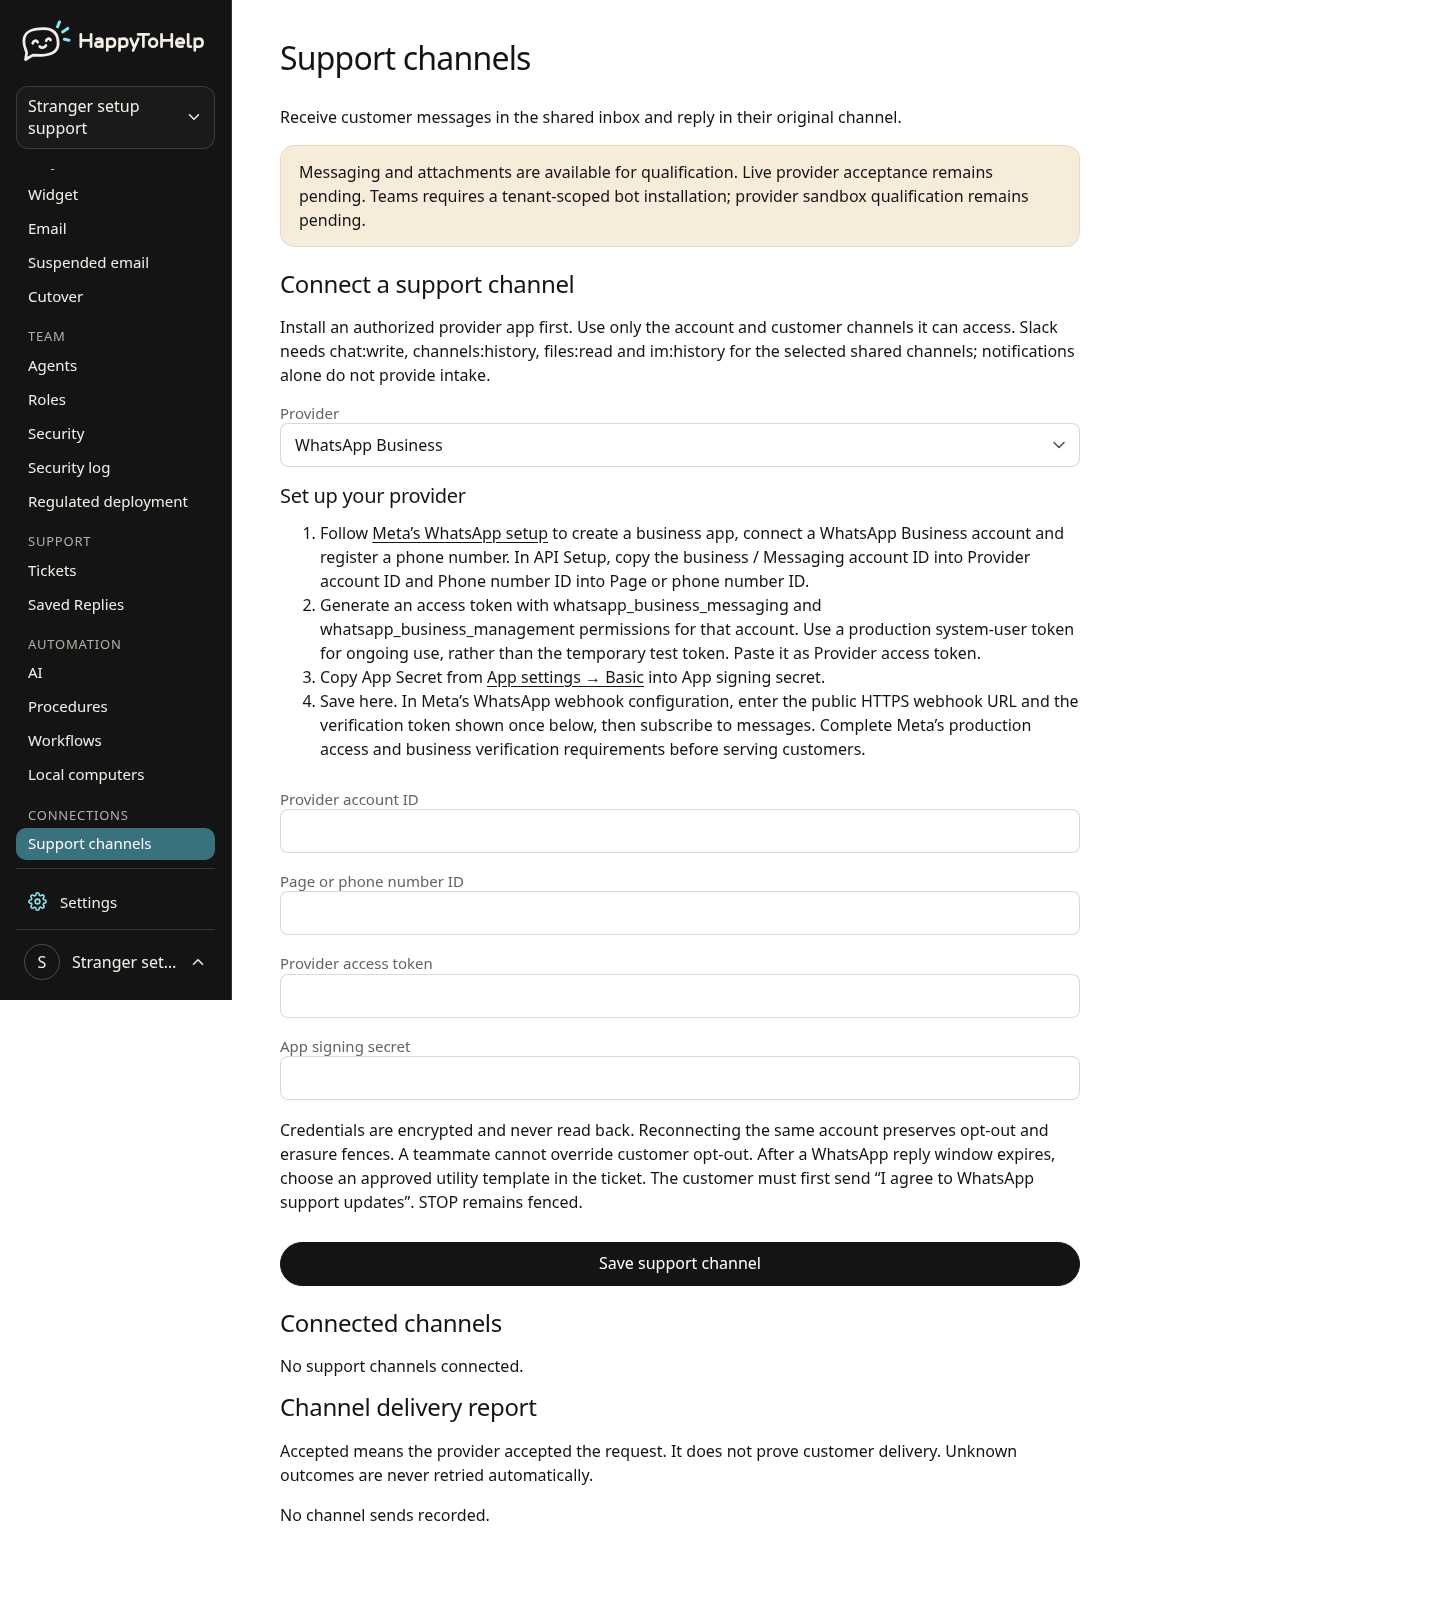 HappyToHelp
Stranger setup
support
Widget
Email
Suspended email
Cutover
TEAM
Agents
Roles
Security
Security log
Regulated deployment
SUPPORT
Tickets
Saved Replies
AUTOMATION
AI
Procedures
Workflows
Local computers
CONNECTIONS
Support channels
Settings
S
Stranger set...
Support channels
Receive customer messages in the shared inbox and reply in their original channel.
Messaging and attachments are available for qualification. Live provider acceptance remains
pending. Teams requires a tenant-scoped bot installation; provider sandbox qualification remains
pending.
Connect a support channel
Install an authorized provider app first. Use only the account and customer channels it can access. Slack
needs chat:write, channels:history, files:read and im:history for the selected shared channels; notifications
alone do not provide intake.
Provider
WhatsApp Business
Set up your provider
1. Follow Meta’s WhatsApp setup to create a business app, connect a WhatsApp Business account and
register a phone number. In API Setup, copy the business / Messaging account ID into Provider
account ID and Phone number ID into Page or phone number ID.
2. Generate an access token with whatsapp_business_messaging and
whatsapp_business_management permissions for that account. Use a production system-user token
for ongoing use, rather than the temporary test token. Paste it as Provider access token.
3. Copy App Secret from App settings → Basic into App signing secret.
4. Save here. In Meta’s WhatsApp webhook configuration, enter the public HTTPS webhook URL and the
verification token shown once below, then subscribe to messages. Complete Meta’s production
access and business verification requirements before serving customers.
Provider account ID
Page or phone number ID
Provider access token
App signing secret
Credentials are encrypted and never read back. Reconnecting the same account preserves opt-out and
erasure fences. A teammate cannot override customer opt-out. After a WhatsApp reply window expires,
choose an approved utility template in the ticket. The customer must first send “I agree to WhatsApp
support updates”. STOP remains fenced.
Save support channel
Connected channels
No support channels connected.
Channel delivery report
Accepted means the provider accepted the request. It does not prove customer delivery. Unknown
outcomes are never retried automatically.
No channel sends recorded.